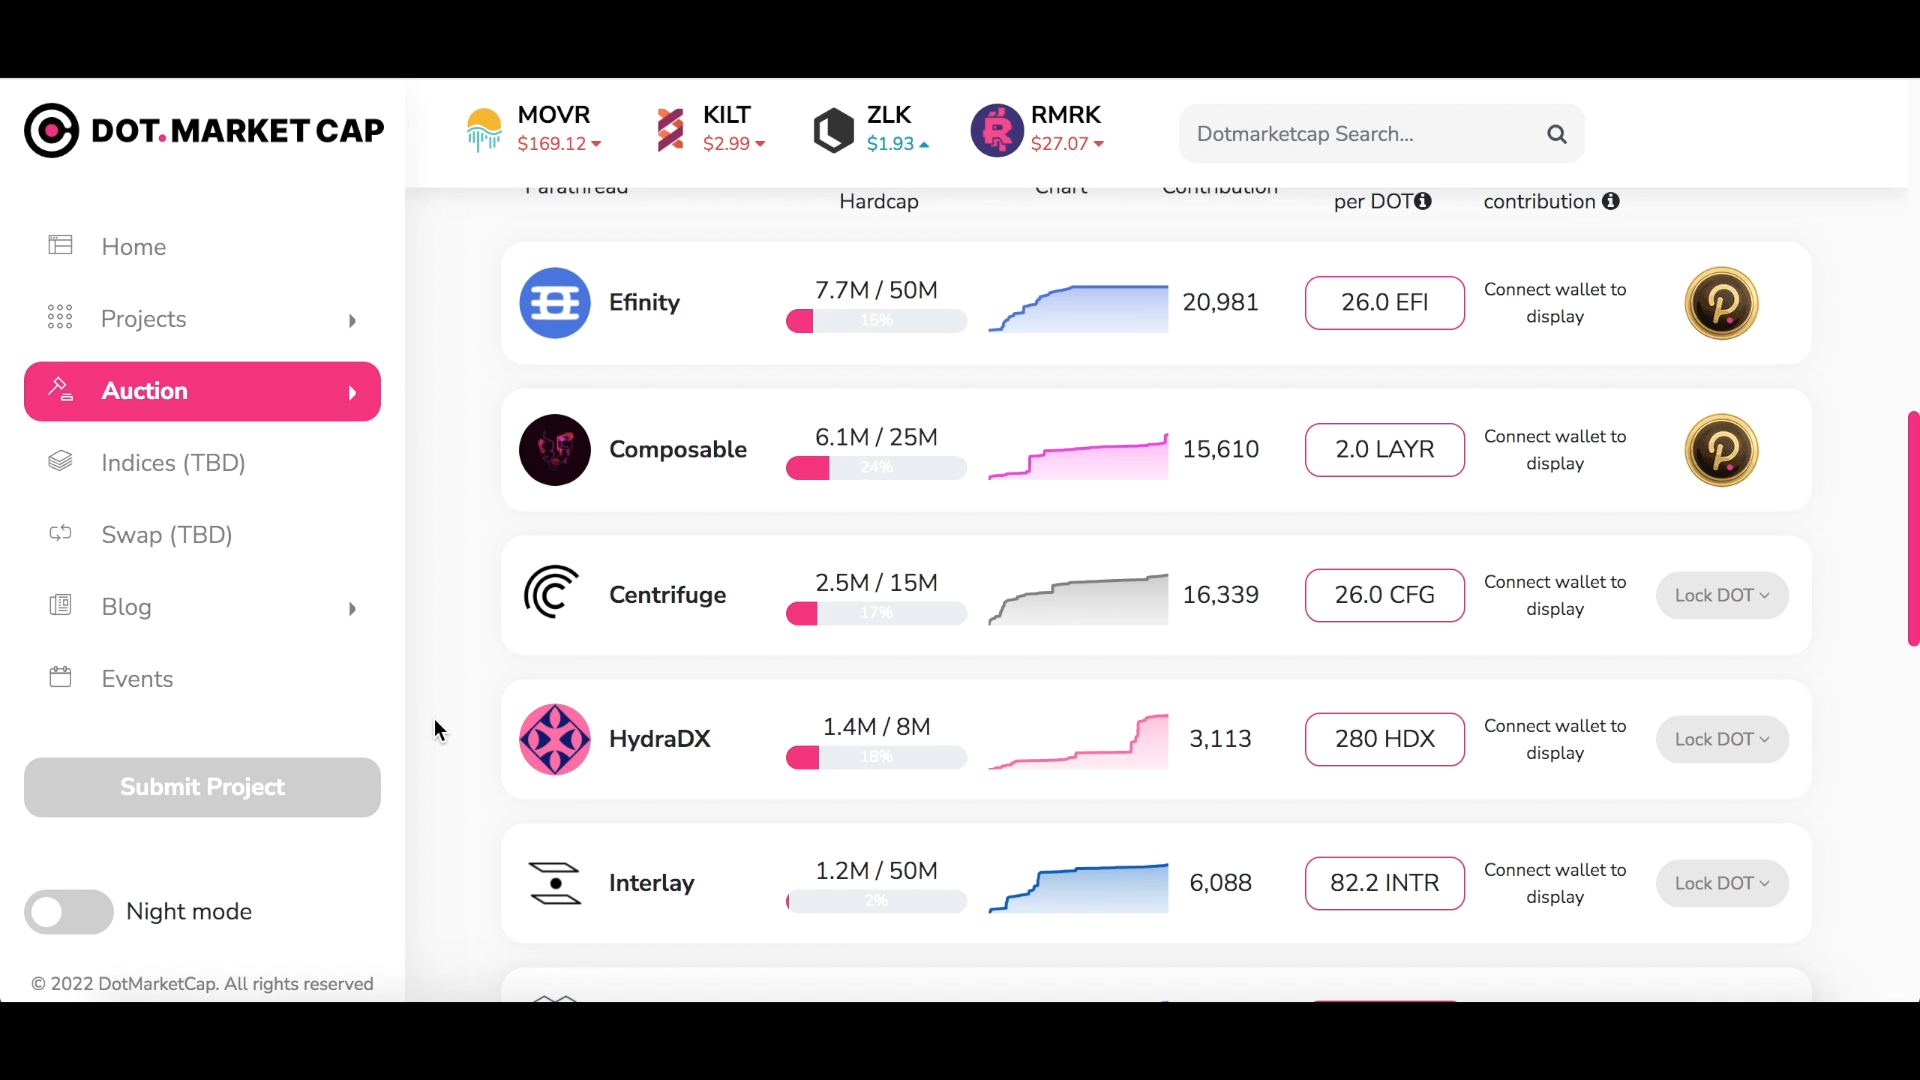 DOT.MARKET CAP
MOVR
$169.12
KILT
$2.99
ZLK
$1.93
RMRK
$27.07
Dotmarketcap Search...
Home
Projects
Auction
Indices (TBD)
Swap (TBD)
Blog
Events
Submit Project
Night mode
© 2022 DotMarketCap. All rights reserved
Parathread
Hardcap
Chart
Contribution
per DOT
contribution
Efinity
7.7M / 50M
15%
20,981
26.0 EFI
Connect wallet to
display
Composable
6.1M / 25M
24%
15,610
2.0 LAYR
Connect wallet to
display
Centrifuge
2.5M / 15M
17%
16,339
26.0 CFG
Connect wallet to
display
Lock DOT
HydraDX
1.4M / 8M
18%
3,113
280 HDX
Connect wallet to
display
Lock DOT
Interlay
1.2M / 50M
2%
6,088
82.2 INTR
Connect wallet to
display
Lock DOT